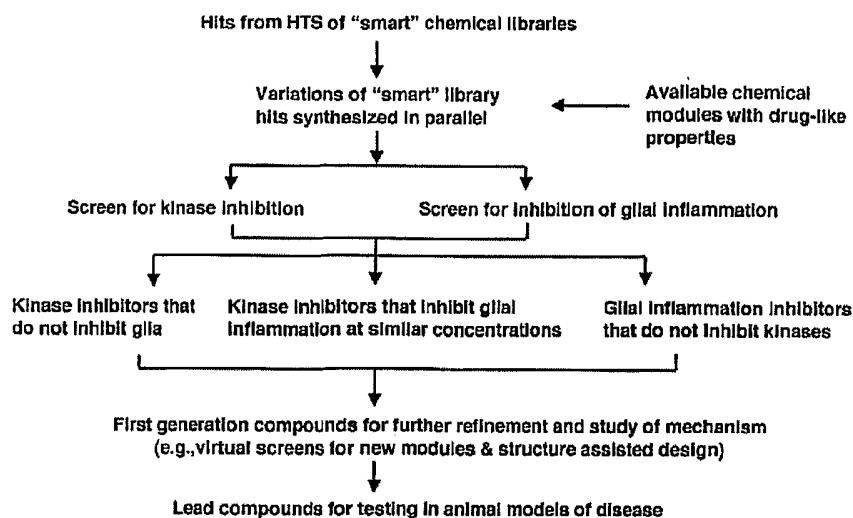 Hits from HTS of "smart" chemical libraries
Variations of "smart" library
hits synthesized in parallel
Available chemical
modules with drug-like
properties
Screen for kinase inhibition
Screen for inhibition of glial inflammation
Kinase inhibitors that
do not inhibit glia
Kinase inhibitors that inhibit glial
inflammation at similar concentrations
Glial inflammation inhibitors
that do not inhibit kinases
First generation compounds for further refinement and study of mechanism
(e.g.,virtual screens for new modules & structure assisted design)
Lead compounds for testing in animal models of disease